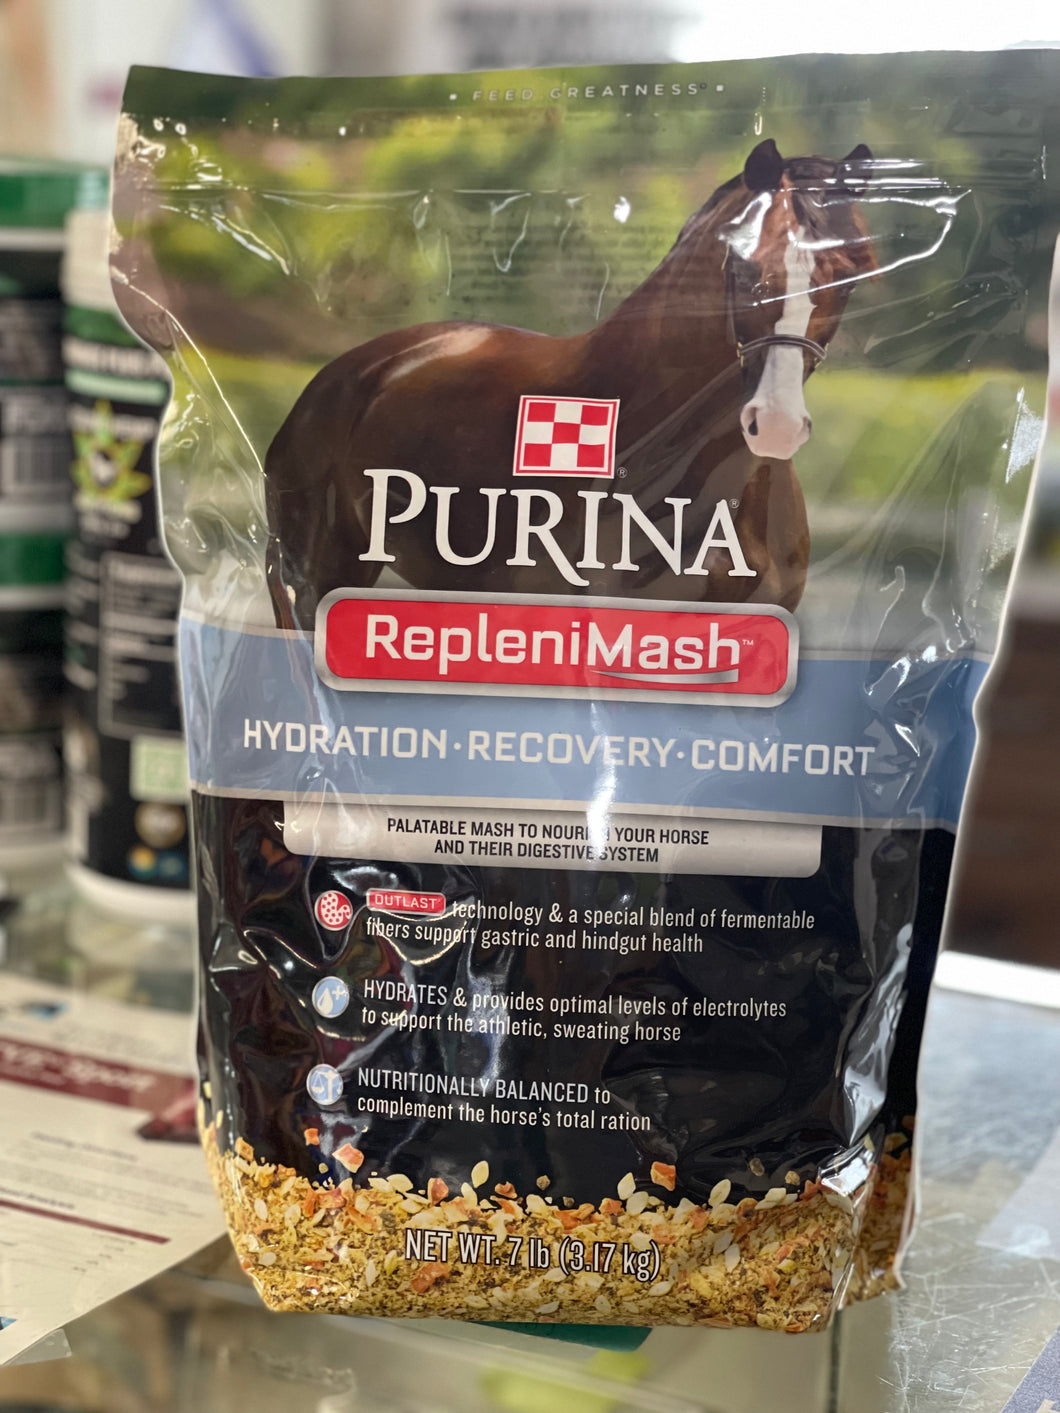 ▪ FEED GREATNESS® ▪
PURINA®
RepleniMash™
HYDRATION·RECOVERY·COMFORT
PALATABLE MASH TO NOURISH YOUR HORSE
AND THEIR DIGESTIVE SYSTEM
OUTLAST® technology & a special blend of fermentable
fibers support gastric and hindgut health
HYDRATES & provides optimal levels of electrolytes
to support the athletic, sweating horse
NUTRITIONALLY BALANCED to
complement the horse's total ration
NET WT. 7 lb (3.17 kg)